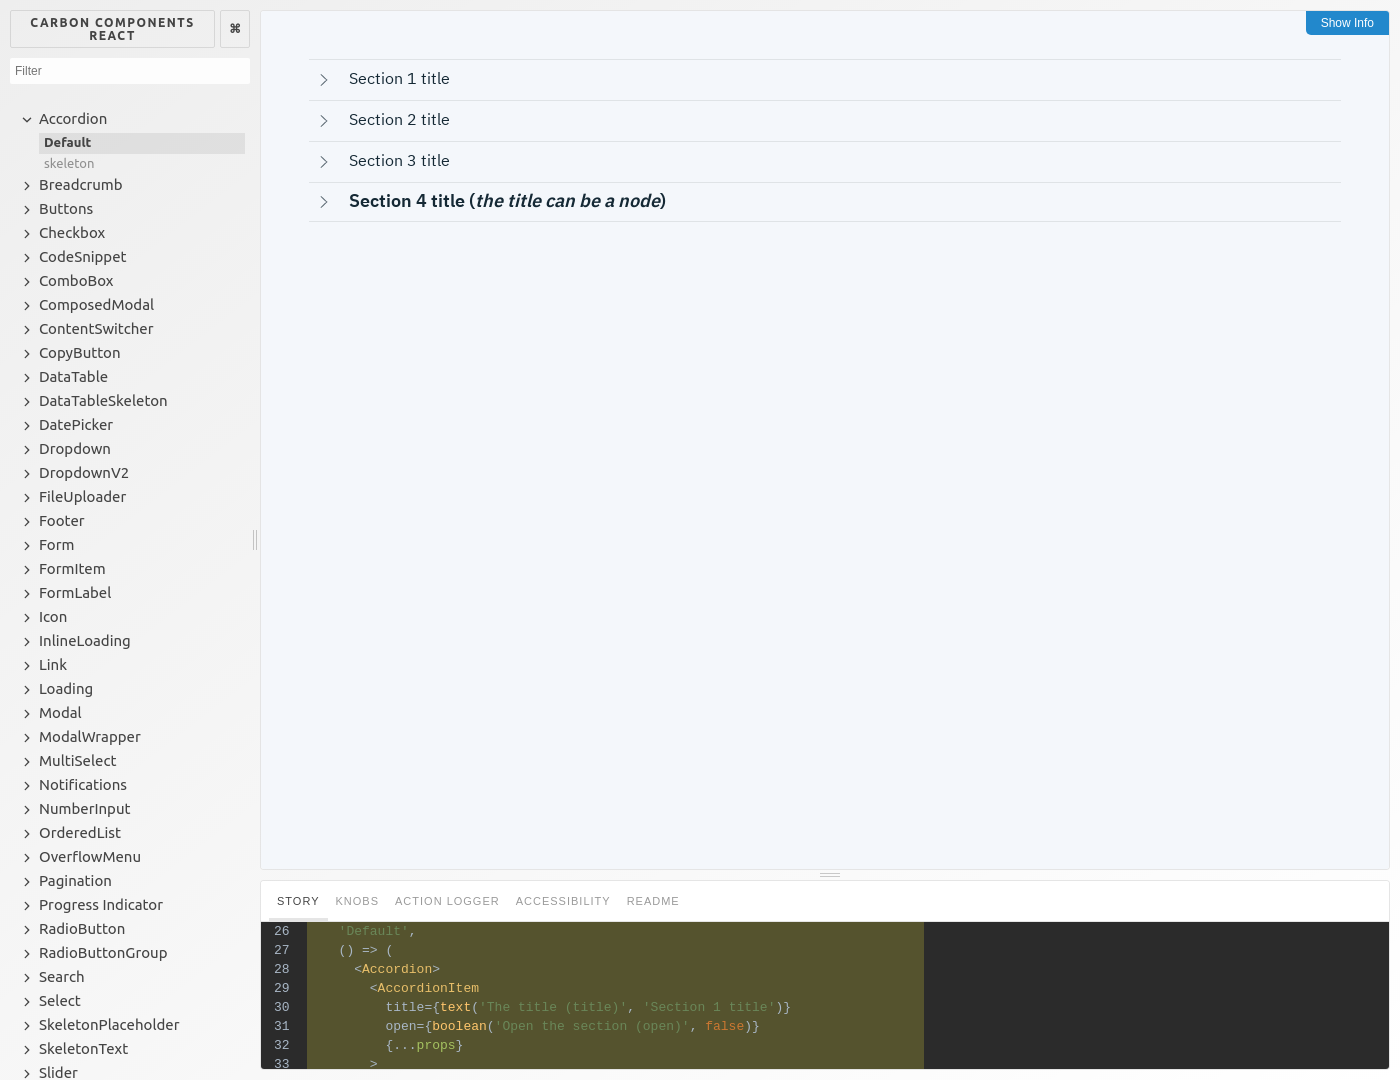 CARBON COMPONENTS
REACT
⌘
Filter
Accordion
Default
skeleton
Breadcrumb
Buttons
Checkbox
CodeSnippet
ComboBox
ComposedModal
ContentSwitcher
CopyButton
DataTable
DataTableSkeleton
DatePicker
Dropdown
DropdownV2
FileUploader
Footer
Form
FormItem
FormLabel
Icon
InlineLoading
Link
Loading
Modal
ModalWrapper
MultiSelect
Notifications
NumberInput
OrderedList
OverflowMenu
Pagination
Progress Indicator
RadioButton
RadioButtonGroup
Search
Select
SkeletonPlaceholder
SkeletonText
Slider
Show Info
Section 1 title
Section 2 title
Section 3 title
Section 4 title (the title can be a node)
STORY KNOBS ACTION LOGGER ACCESSIBILITY README
26 'Default',
27 () => (
28 <Accordion>
29 <AccordionItem
30 title={text('The title (title)', 'Section 1 title')}
31 open={boolean('Open the section (open)', false)}
32 {...props}
33 >